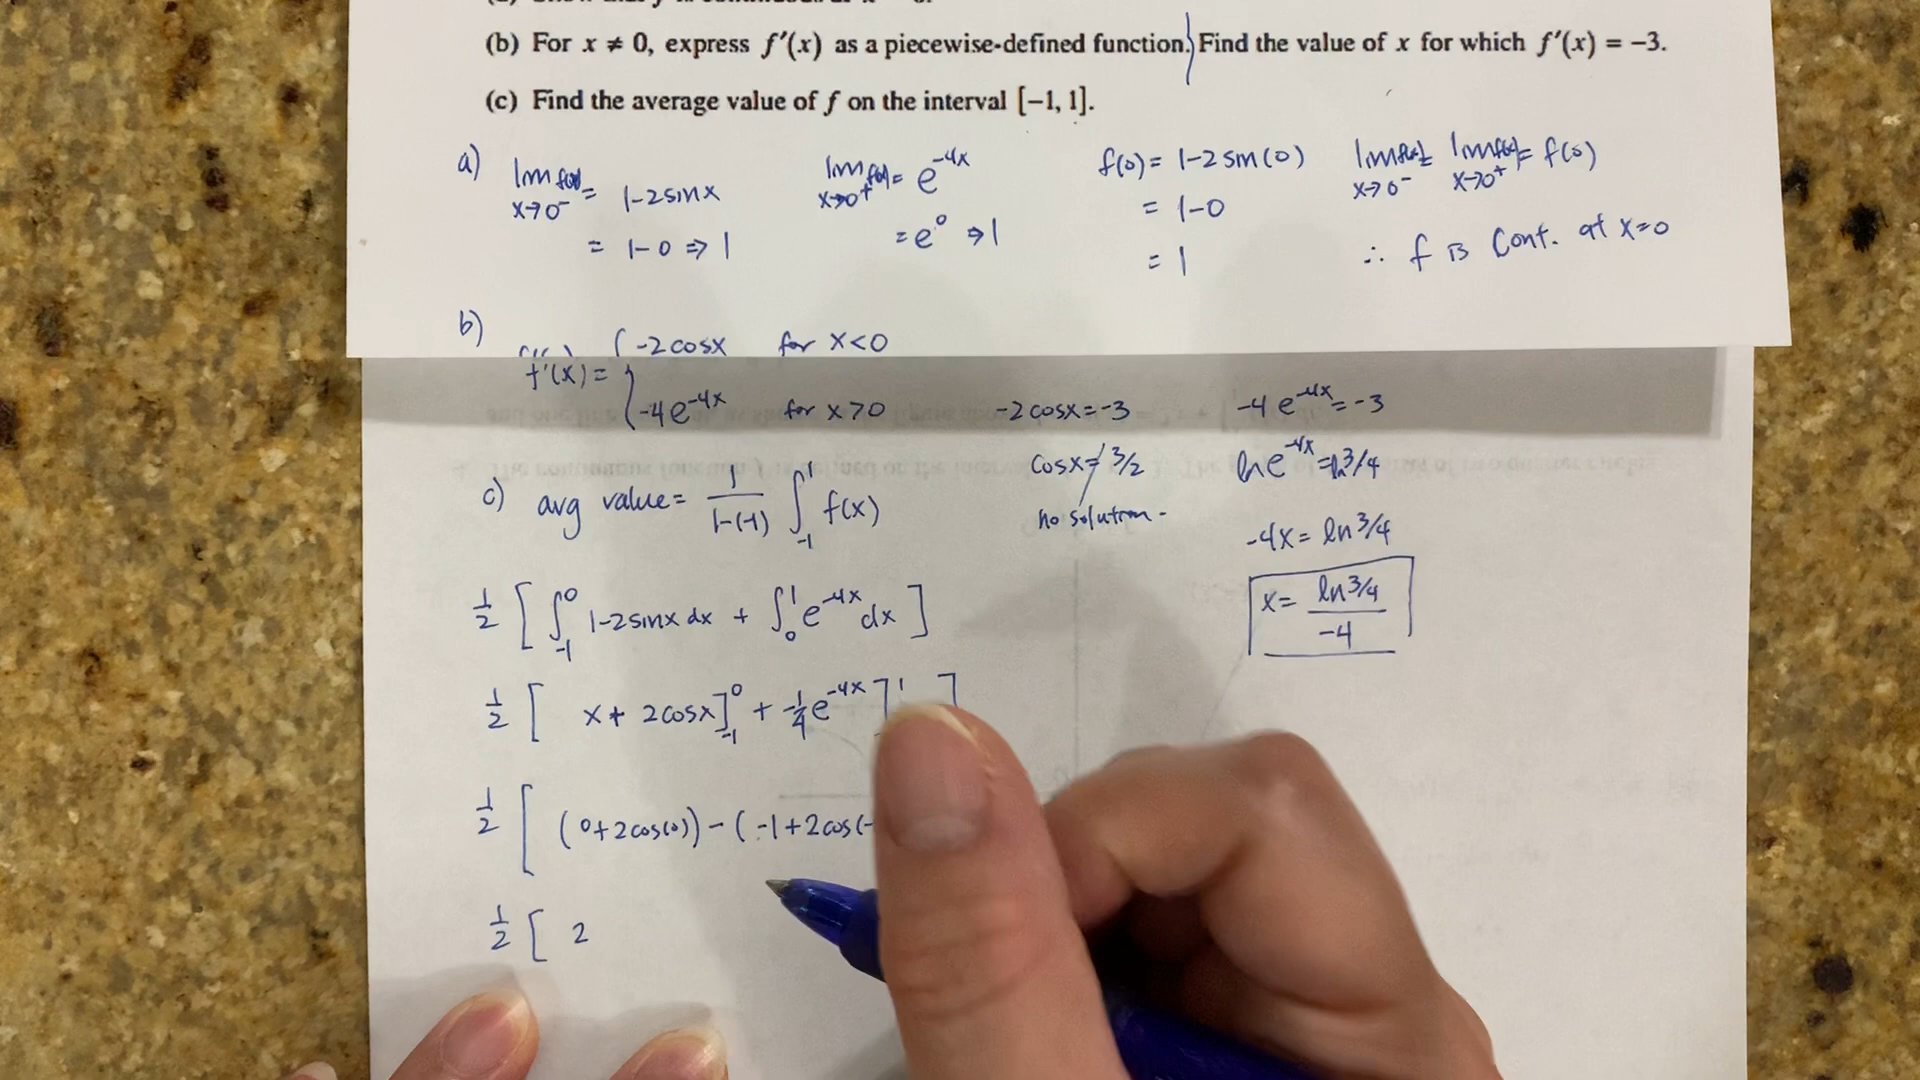 (b) For x ≠ 0, express f′(x) as a piecewise-defined function. Find the value of x for which f′(x) = −3.
(c) Find the average value of f on the interval [−1, 1].
a) lim f(x) = 1-2sinx
x→0⁻
= 1-0 ⇒ 1
lim f(x) = e^-4x
x→0⁺
= e⁰ ⇒ 1
f(0) = 1-2sin(0)
= 1-0
= 1
lim f(x) = lim f(x) = f(0)
x→0⁻ x→0⁺
∴ f is cont. at x=0
b)
f'(x) = { -2cosx for x<0
-4e^-4x for x>0
-2cosx = -3
cosx ≠ 3/2
no solution -
-4e^-4x = -3
ln e^-4x = ln 3/4
-4x = ln 3/4
x = ln 3/4 / -4
c) avg value = 1/1-(-1) ∫_-1^1 f(x)
1/2 [ ∫_-1^0 1-2sinx dx + ∫_0^1 e^-4x dx ]
1/2 [ x + 2cosx ]_-1^0 + -1/4 e^-4x ]^1 ]
1/2 [ (0+2cos(0)) - (-1+2cos(-
1/2 [ 2